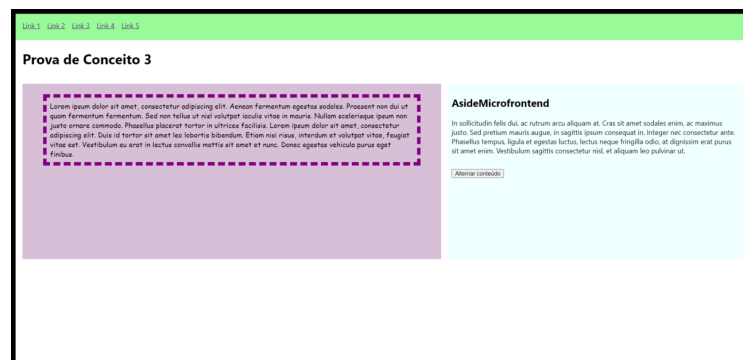 Link 1 Link 2 Link 3 Link 4 Link 5
Prova de Conceito 3
Lorem ipsum dolor sit amet, consectetur adipiscing elit. Aenean fermentum egestas sodales. Praesent non dui ut
quam fermentum fermentum. Sed non tellus ut nisl volutpat iaculis vitae in mauris. Nullam scelerisque ipsum non
justo ornare commodo. Phasellus placerat tortor in ultrices facilisis. Lorem ipsum dolor sit amet, consectetur
adipiscing elit. Duis id tortor sit amet leo lobortis bibendum. Etiam nisi risus, interdum et volutpat vitae, feugiat
vitae est. Vestibulum eu erat in lectus convallis mattis sit amet et nunc. Donec egestas vehicula purus eget
finibus.
AsideMicrofrontend
In sollicitudin felis dui, ac rutrum arcu aliquam at. Cras sit amet sodales enim, ac maximus
justo. Sed pretium mauris augue, in sagittis ipsum consequat in. Integer nec consectetur ante.
Phasellus tempus, ligula et egestas luctus, lectus neque fringilla odio, at dignissim erat purus
sit amet enim. Vestibulum sagittis consectetur nisl, et aliquam leo pulvinar ut.
Alternar conteúdo